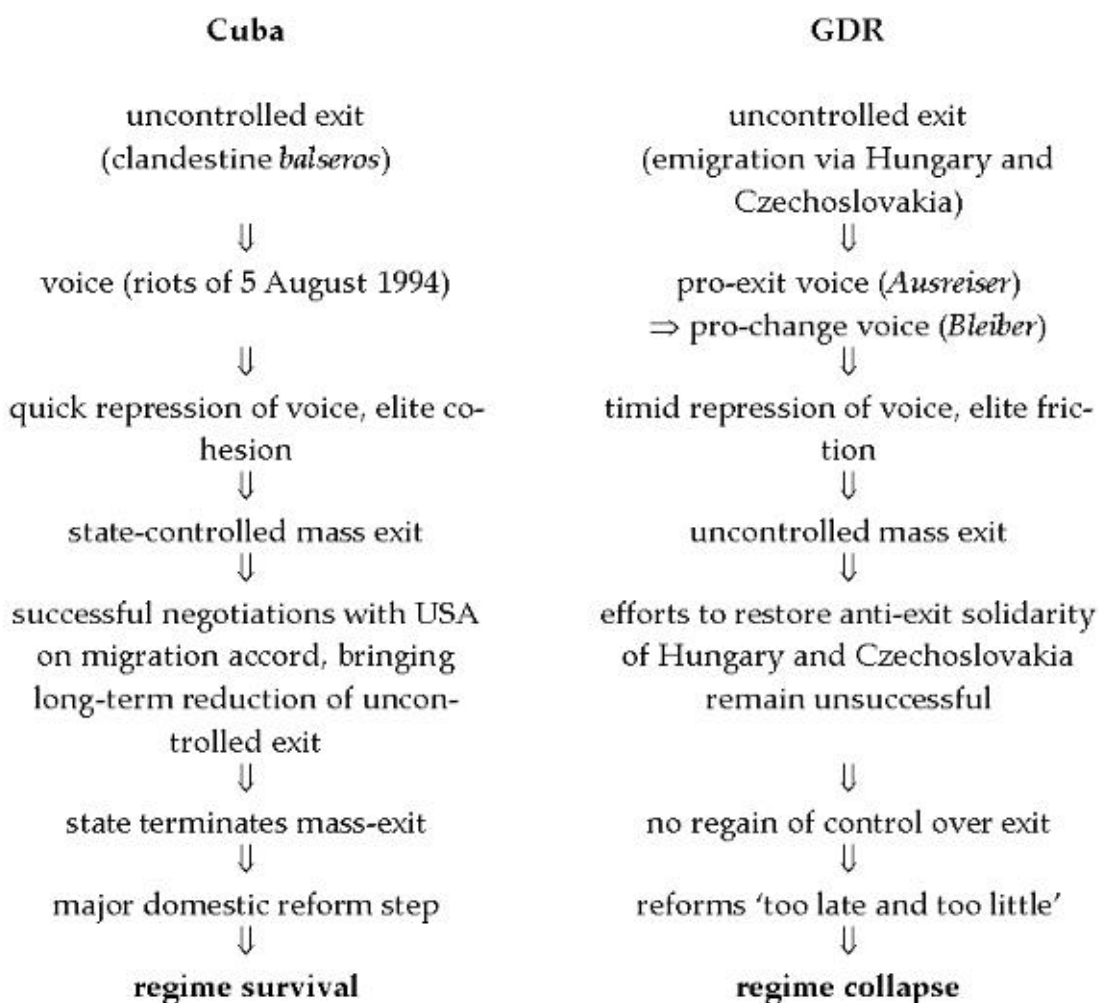 Cuba
uncontrolled exit
(clandestine balseros)
⇓
voice (riots of 5 August 1994)
⇓
quick repression of voice, elite co-
hesion
⇓
state-controlled mass exit
⇓
successful negotiations with USA
on migration accord, bringing
long-term reduction of uncon-
trolled exit
⇓
state terminates mass-exit
⇓
major domestic reform step
⇓
regime survival
GDR
uncontrolled exit
(emigration via Hungary and
Czechoslovakia)
⇓
pro-exit voice (Ausreiser)
⇒ pro-change voice (Bleiber)
⇓
timid repression of voice, elite fric-
tion
⇓
uncontrolled mass exit
⇓
efforts to restore anti-exit solidarity
of Hungary and Czechoslovakia
remain unsuccessful
⇓
no regain of control over exit
⇓
reforms ‘too late and too little’
⇓
regime collapse